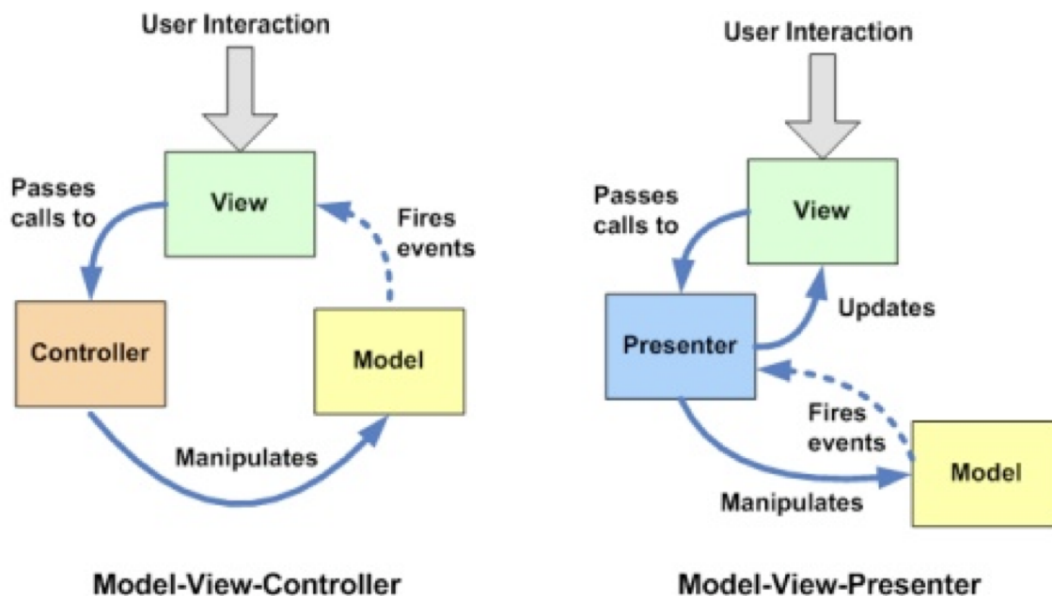 User Interaction
View
Passes
calls to
Fires
events
Controller
Model
Manipulates
Model-View-Controller
User Interaction
View
Passes
calls to
Updates
Presenter
Fires
events
Model
Manipulates
Model-View-Presenter